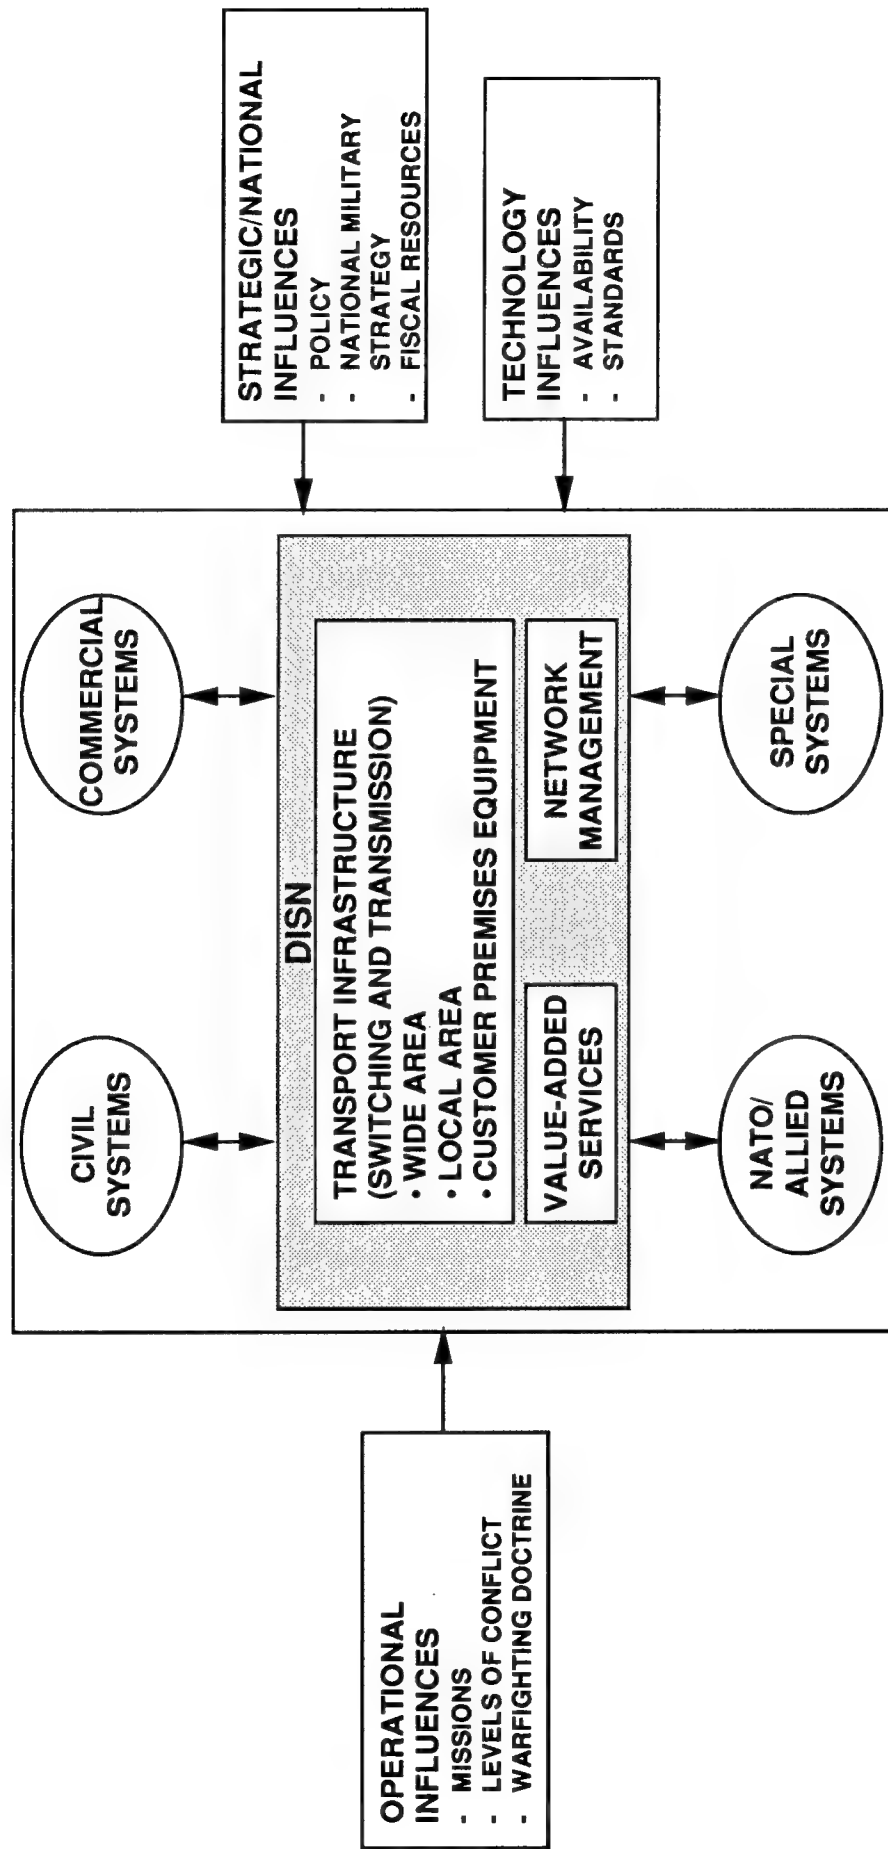 OPERATIONAL
INFLUENCES
- MISSIONS
- LEVELS OF CONFLICT
- WARFIGHTING DOCTRINE
CIVIL
SYSTEMS
COMMERCIAL
SYSTEMS
DISN
TRANSPORT INFRASTRUCTURE
(SWITCHING AND TRANSMISSION)
• WIDE AREA
• LOCAL AREA
• CUSTOMER PREMISES EQUIPMENT
VALUE-ADDED
SERVICES
NETWORK
MANAGEMENT
NATO/
ALLIED
SYSTEMS
SPECIAL
SYSTEMS
STRATEGIC/NATIONAL
INFLUENCES
- POLICY
- NATIONAL MILITARY
STRATEGY
- FISCAL RESOURCES
TECHNOLOGY
INFLUENCES
- AVAILABILITY
- STANDARDS